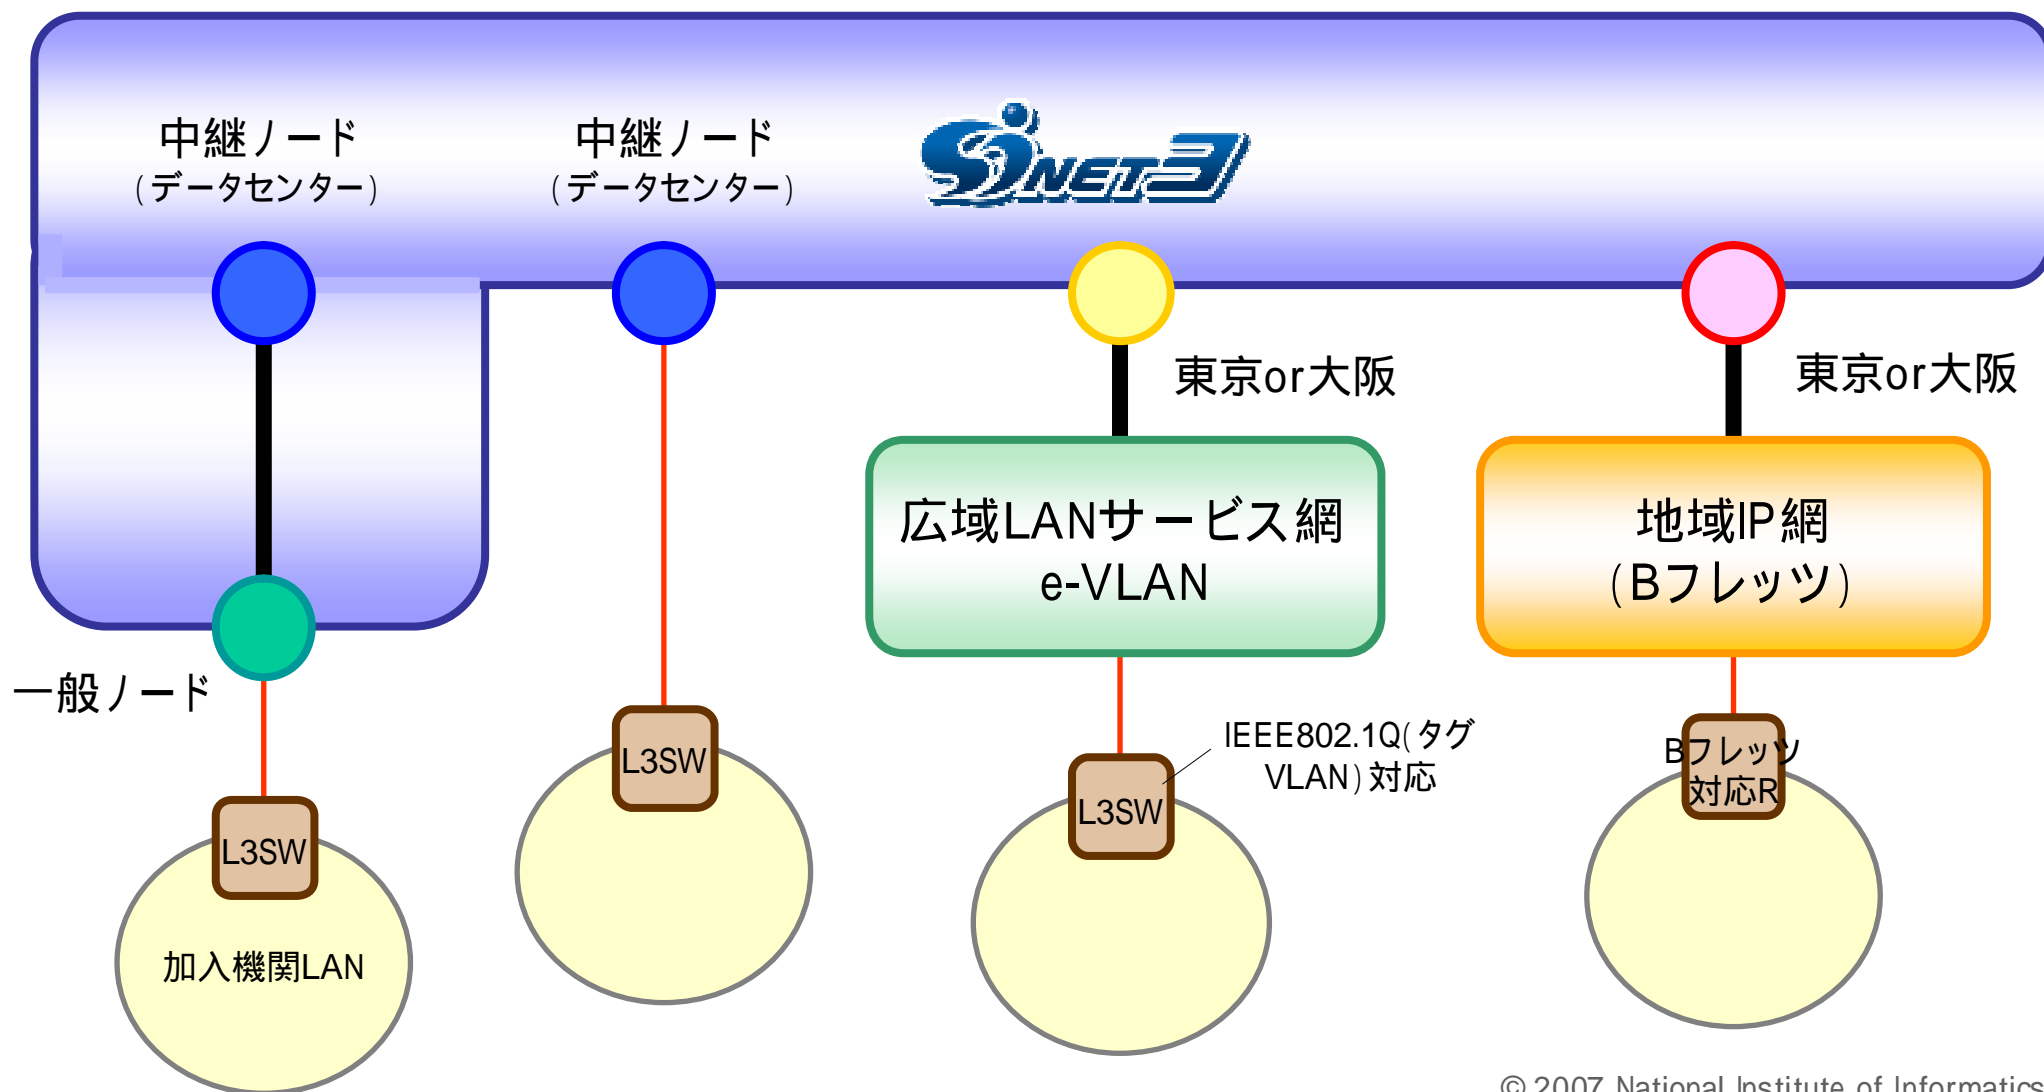 中継ノード
(データセンター)
中継ノード
(データセンター)
SINET3
東京or大阪
東京or大阪
広域LANサービス網
e-VLAN
地域IP網
(Bフレッツ)
一般ノード
L3SW
IEEE802.1Q(タグ
VLAN)対応
L3SW
Bフレッツ
対応R
L3SW
加入機関LAN
© 2007 National Institute of Informatics